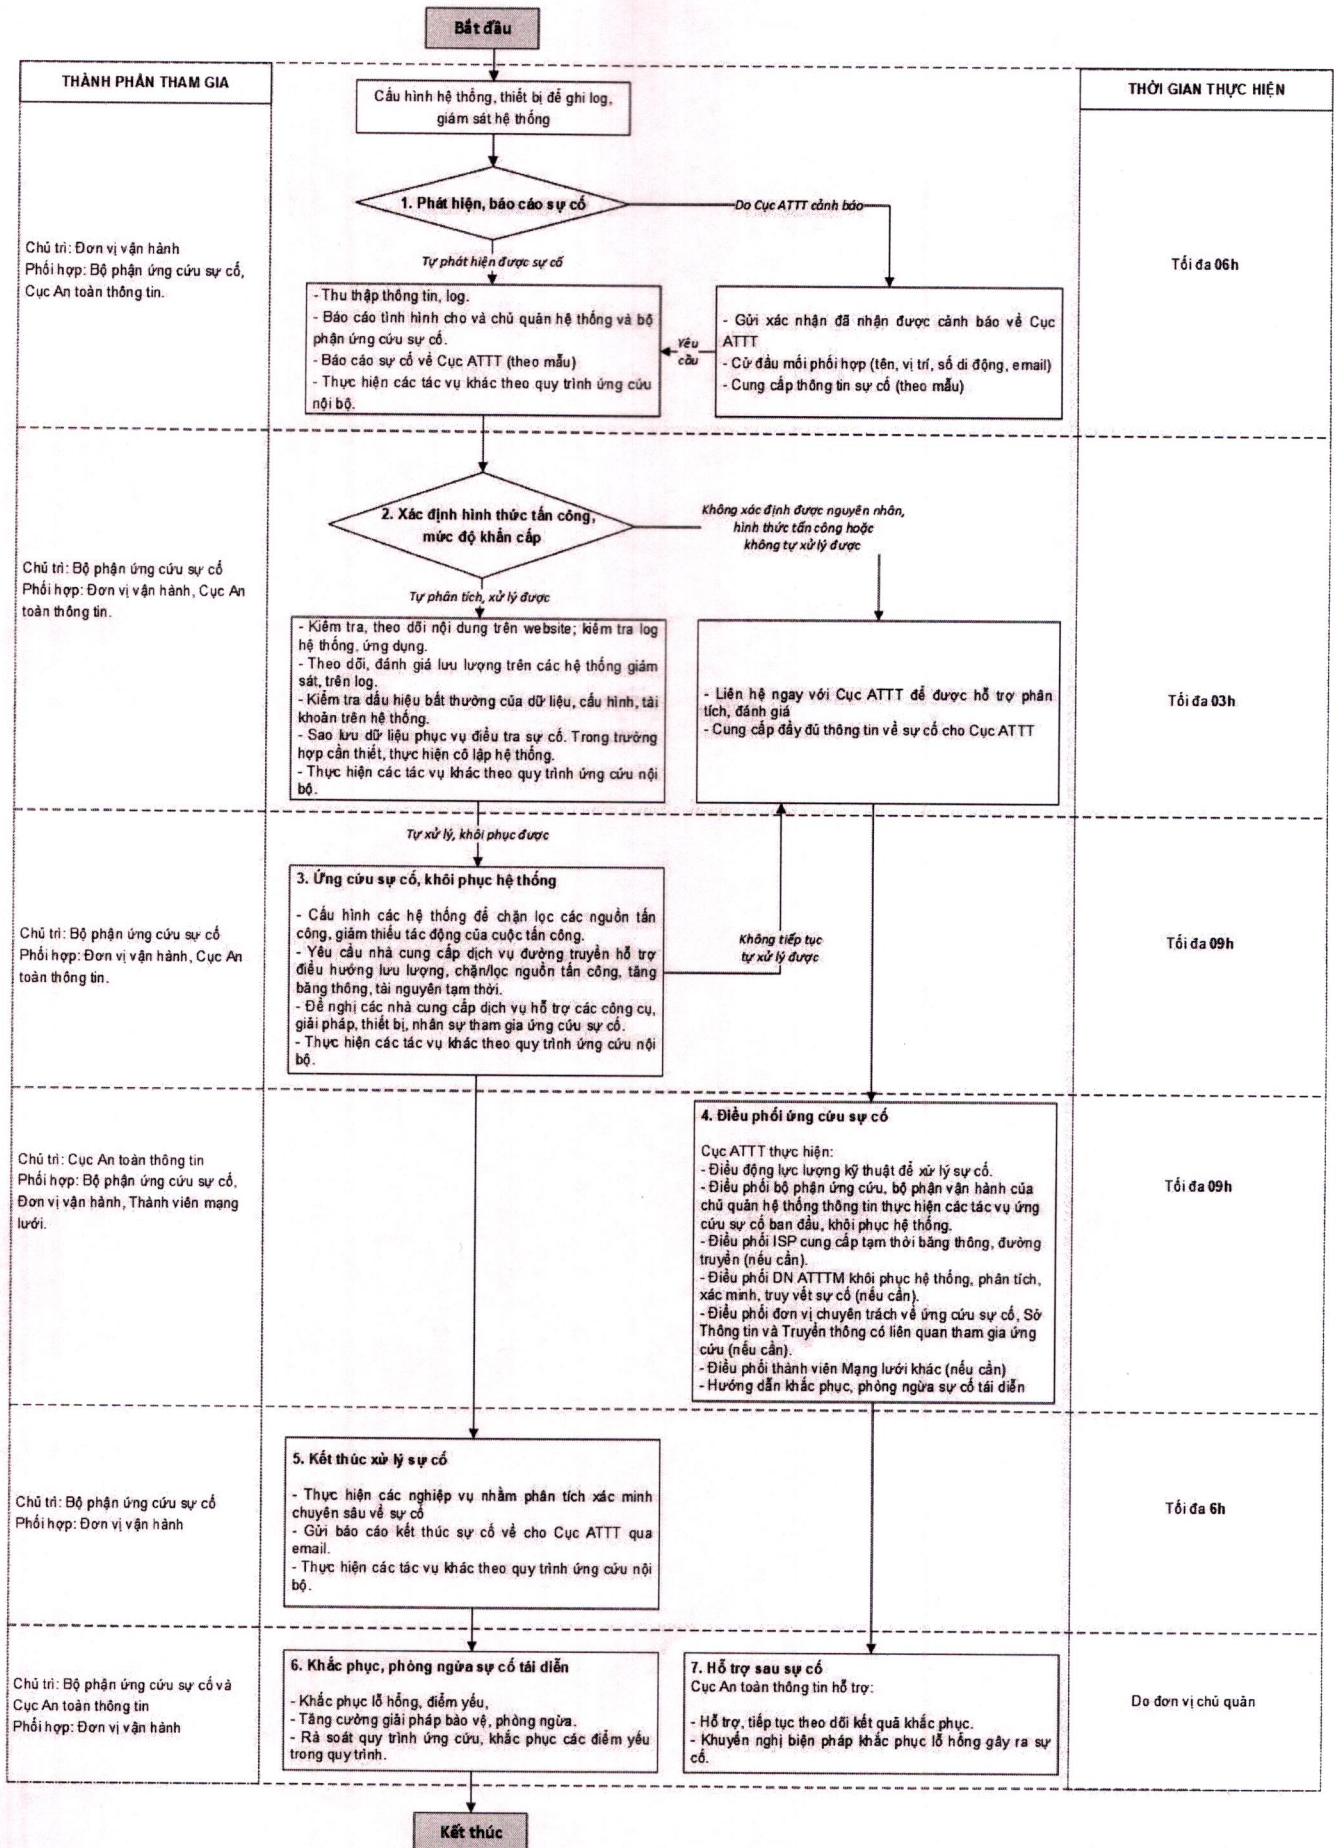 Bắt đầu
THÀNH PHẦN THAM GIA
THỜI GIAN THỰC HIỆN
Cấu hình hệ thống, thiết bị để ghi log,
giám sát hệ thống
1. Phát hiện, báo cáo sự cố
Do Cục ATTT cảnh báo
Tự phát hiện được sự cố
Chủ trì: Đơn vị vận hành
Phối hợp: Bộ phận ứng cứu sự cố,
Cục An toàn thông tin.
- Thu thập thông tin, log.
- Báo cáo tình hình cho và chủ quản hệ thống và bộ
phận ứng cứu sự cố.
- Báo cáo sự cố về Cục ATTT (theo mẫu)
- Thực hiện các tác vụ khác theo quy trình ứng cứu
nội bộ.
Yêu
cầu
- Gửi xác nhận đã nhận được cảnh báo về Cục
ATTT
- Cử đầu mối phối hợp (tên, vị trí, số di động, email)
- Cung cấp thông tin sự cố (theo mẫu)
Tối đa 06h
2. Xác định hình thức tấn công,
mức độ khẩn cấp
Không xác định được nguyên nhân,
hình thức tấn công hoặc
không tự xử lý được
Tự phân tích, xử lý được
Chủ trì: Bộ phận ứng cứu sự cố
Phối hợp: Đơn vị vận hành, Cục An
toàn thông tin.
- Kiểm tra, theo dõi nội dung trên website; kiểm tra log
hệ thống, ứng dụng.
- Theo dõi, đánh giá lưu lượng trên các hệ thống giám
sát, trên log.
- Kiểm tra dấu hiệu bất thường của dữ liệu, cấu hình, tài
khoản trên hệ thống.
- Sao lưu dữ liệu phục vụ điều tra sự cố. Trong trường
hợp cần thiết, thực hiện cô lập hệ thống.
- Thực hiện các tác vụ khác theo quy trình ứng cứu nội
bộ.
- Liên hệ ngay với Cục ATTT để được hỗ trợ phân
tích, đánh giá
- Cung cấp đầy đủ thông tin về sự cố cho Cục ATTT
Tối đa 03h
Tự xử lý, khôi phục được
Chủ trì: Bộ phận ứng cứu sự cố
Phối hợp: Đơn vị vận hành, Cục An
toàn thông tin.
3. Ứng cứu sự cố, khôi phục hệ thống
- Cấu hình các hệ thống để chặn lọc các nguồn tấn
công, giảm thiểu tác động của cuộc tấn công.
- Yêu cầu nhà cung cấp dịch vụ đường truyền hỗ trợ
điều hướng lưu lượng, chặn/lọc nguồn tấn công, tăng
băng thông, tài nguyên tạm thời.
- Đề nghị các nhà cung cấp dịch vụ hỗ trợ các công cụ,
giải pháp, thiết bị, nhân sự tham gia ứng cứu sự cố.
- Thực hiện các tác vụ khác theo quy trình ứng cứu nội
bộ.
Không tiếp tục
tự xử lý được
Tối đa 09h
Chủ trì: Cục An toàn thông tin
Phối hợp: Bộ phận ứng cứu sự cố,
Đơn vị vận hành, Thành viên mạng
lưới.
4. Điều phối ứng cứu sự cố
Cục ATTT thực hiện:
- Điều động lực lượng kỹ thuật để xử lý sự cố.
- Điều phối bộ phận ứng cứu, bộ phận vận hành của
chủ quản hệ thống thông tin thực hiện các tác vụ ứng
cứu sự cố ban đầu, khôi phục hệ thống.
- Điều phối ISP cung cấp tạm thời băng thông, đường
truyền (nếu cần).
- Điều phối DN ATTTM khôi phục hệ thống, phân tích,
xác minh, truy vết sự cố (nếu cần).
- Điều phối đơn vị chuyên trách về ứng cứu sự cố, Sở
Thông tin và Truyền thông có liên quan tham gia ứng
cứu (nếu cần).
- Điều phối thành viên Mạng lưới khác (nếu cần)
- Hướng dẫn khắc phục, phòng ngừa sự cố tái diễn
Tối đa 09h
Chủ trì: Bộ phận ứng cứu sự cố
Phối hợp: Đơn vị vận hành
5. Kết thúc xử lý sự cố
- Thực hiện các nghiệp vụ nhằm phân tích xác minh
chuyên sâu về sự cố
- Gửi báo cáo kết thúc sự cố về cho Cục ATTT qua
email.
- Thực hiện các tác vụ khác theo quy trình ứng cứu nội
bộ.
Tối đa 6h
Chủ trì: Bộ phận ứng cứu sự cố và
Cục An toàn thông tin
Phối hợp: Đơn vị vận hành
6. Khắc phục, phòng ngừa sự cố tái diễn
- Khắc phục lỗ hổng, điểm yếu,
- Tăng cường giải pháp bảo vệ, phòng ngừa.
- Rà soát quy trình ứng cứu, khắc phục các điểm yếu
trong quy trình.
7. Hỗ trợ sau sự cố
Cục An toàn thông tin hỗ trợ:
- Hỗ trợ, tiếp tục theo dõi kết quả khắc phục.
- Khuyến nghị biện pháp khắc phục lỗ hổng gây ra sự
cố.
Do đơn vị chủ quản
Kết thúc